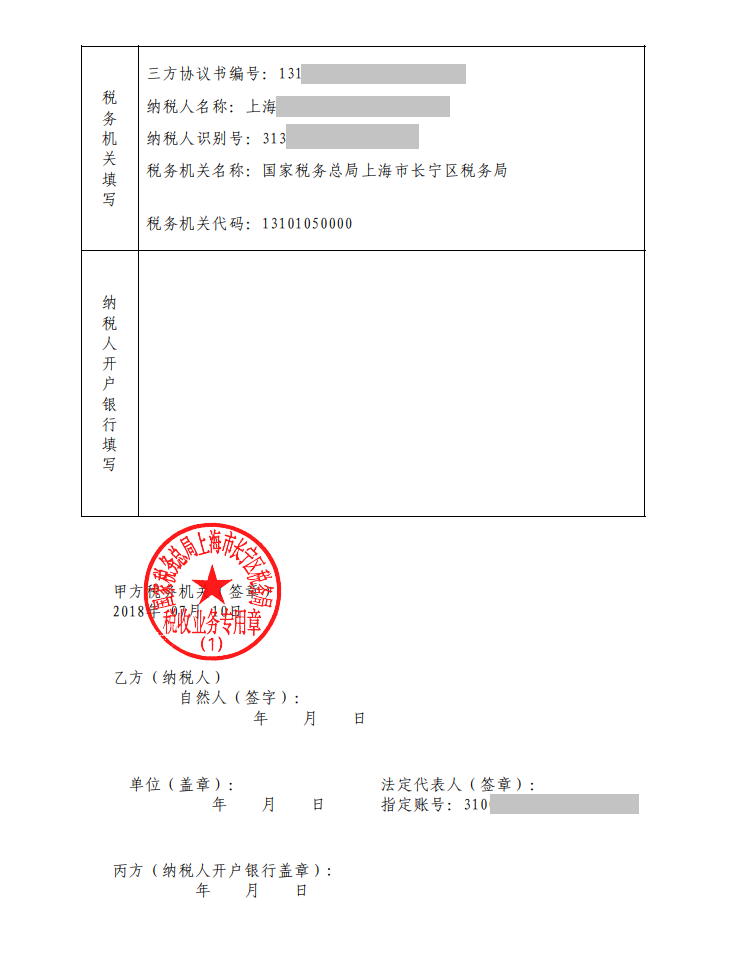 税务机关填写
三方协议书编号：131
纳税人名称：上海
纳税人识别号：313
税务机关名称：国家税务总局上海市长宁区税务局
税务机关代码：13101050000
纳税人开户银行填写
国家税务总局上海市长宁区税务局
税收业务专用章
(1)
甲方税务机关（签章）
2018年 07月 10日
乙方（纳税人）
自然人（签字）：
年 月 日
单位（盖章）： 法定代表人（签章）：
年 月 日 指定账号：310
丙方（纳税人开户银行盖章）：
年 月 日